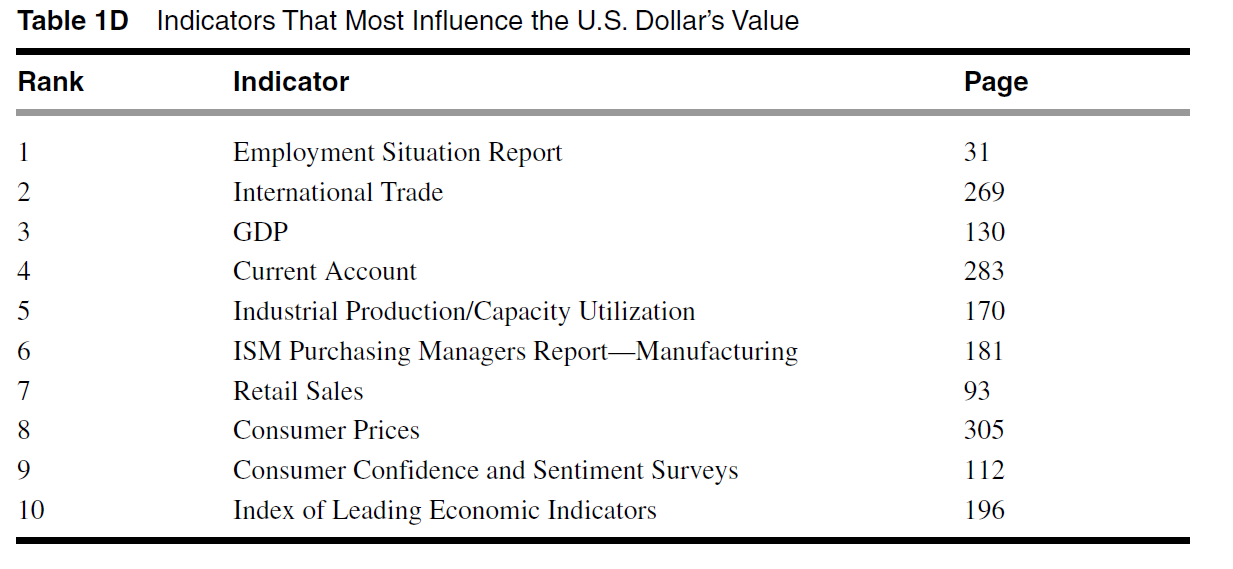 Table 1D Indicators That Most Influence the U.S. Dollar’s Value
Rank Indicator Page
1 Employment Situation Report 31
2 International Trade 269
3 GDP 130
4 Current Account 283
5 Industrial Production/Capacity Utilization 170
6 ISM Purchasing Managers Report—Manufacturing 181
7 Retail Sales 93
8 Consumer Prices 305
9 Consumer Confidence and Sentiment Surveys 112
10 Index of Leading Economic Indicators 196